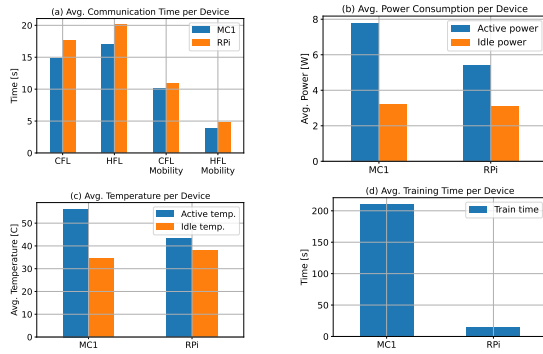 (a) Avg. Communication Time per Device
MC1
RPi
20
15
10
5
0
Time [s]
CFL
HFL
CFL
Mobility
HFL
Mobility
(b) Avg. Power Consumption per Device
Active power
Idle power
8
6
4
2
0
Avg. Power [W]
MC1
RPi
(c) Avg. Temperature per Device
Active temp.
Idle temp.
50
40
30
20
10
0
Avg. Temperature [C]
MC1
RPi
(d) Avg. Training Time per Device
Train time
200
150
100
50
0
Time [s]
MC1
RPi